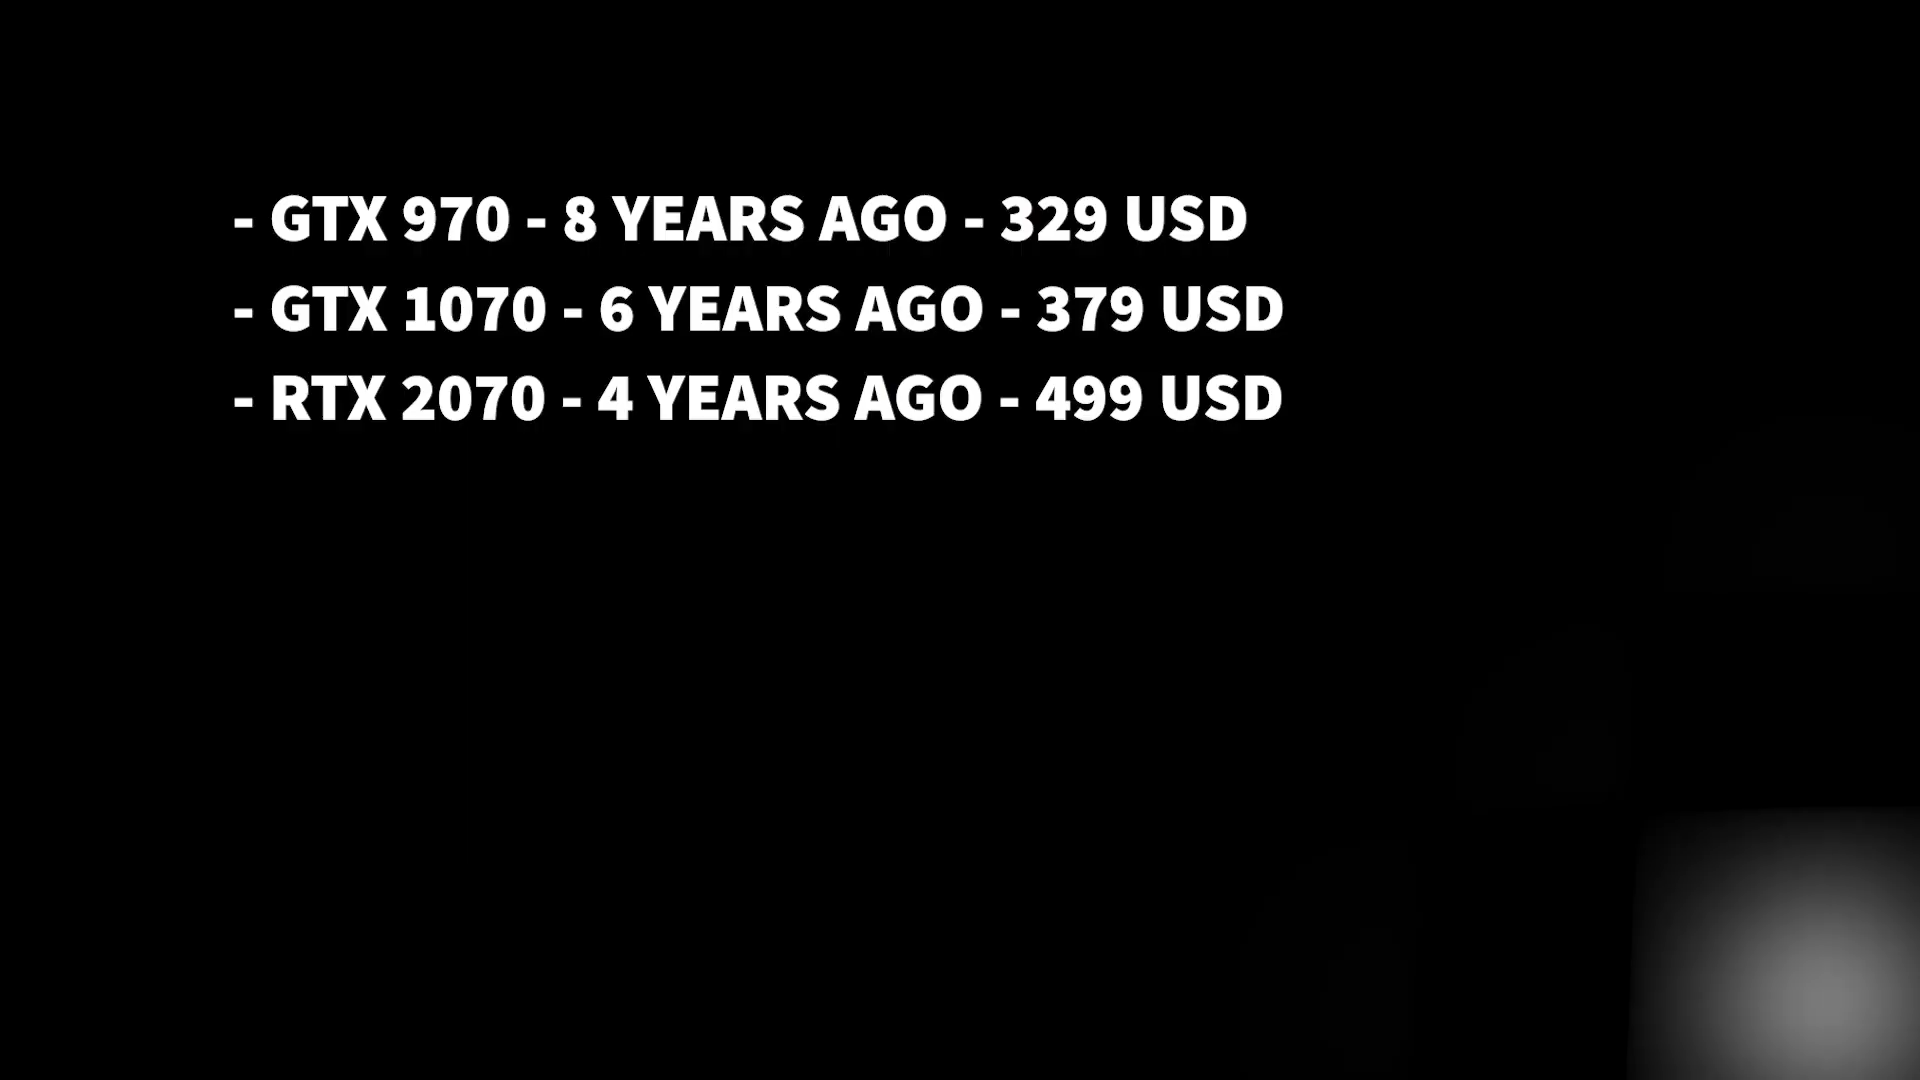 - GTX 970 - 8 YEARS AGO - 329 USD
- GTX 1070 - 6 YEARS AGO - 379 USD
- RTX 2070 - 4 YEARS AGO - 499 USD